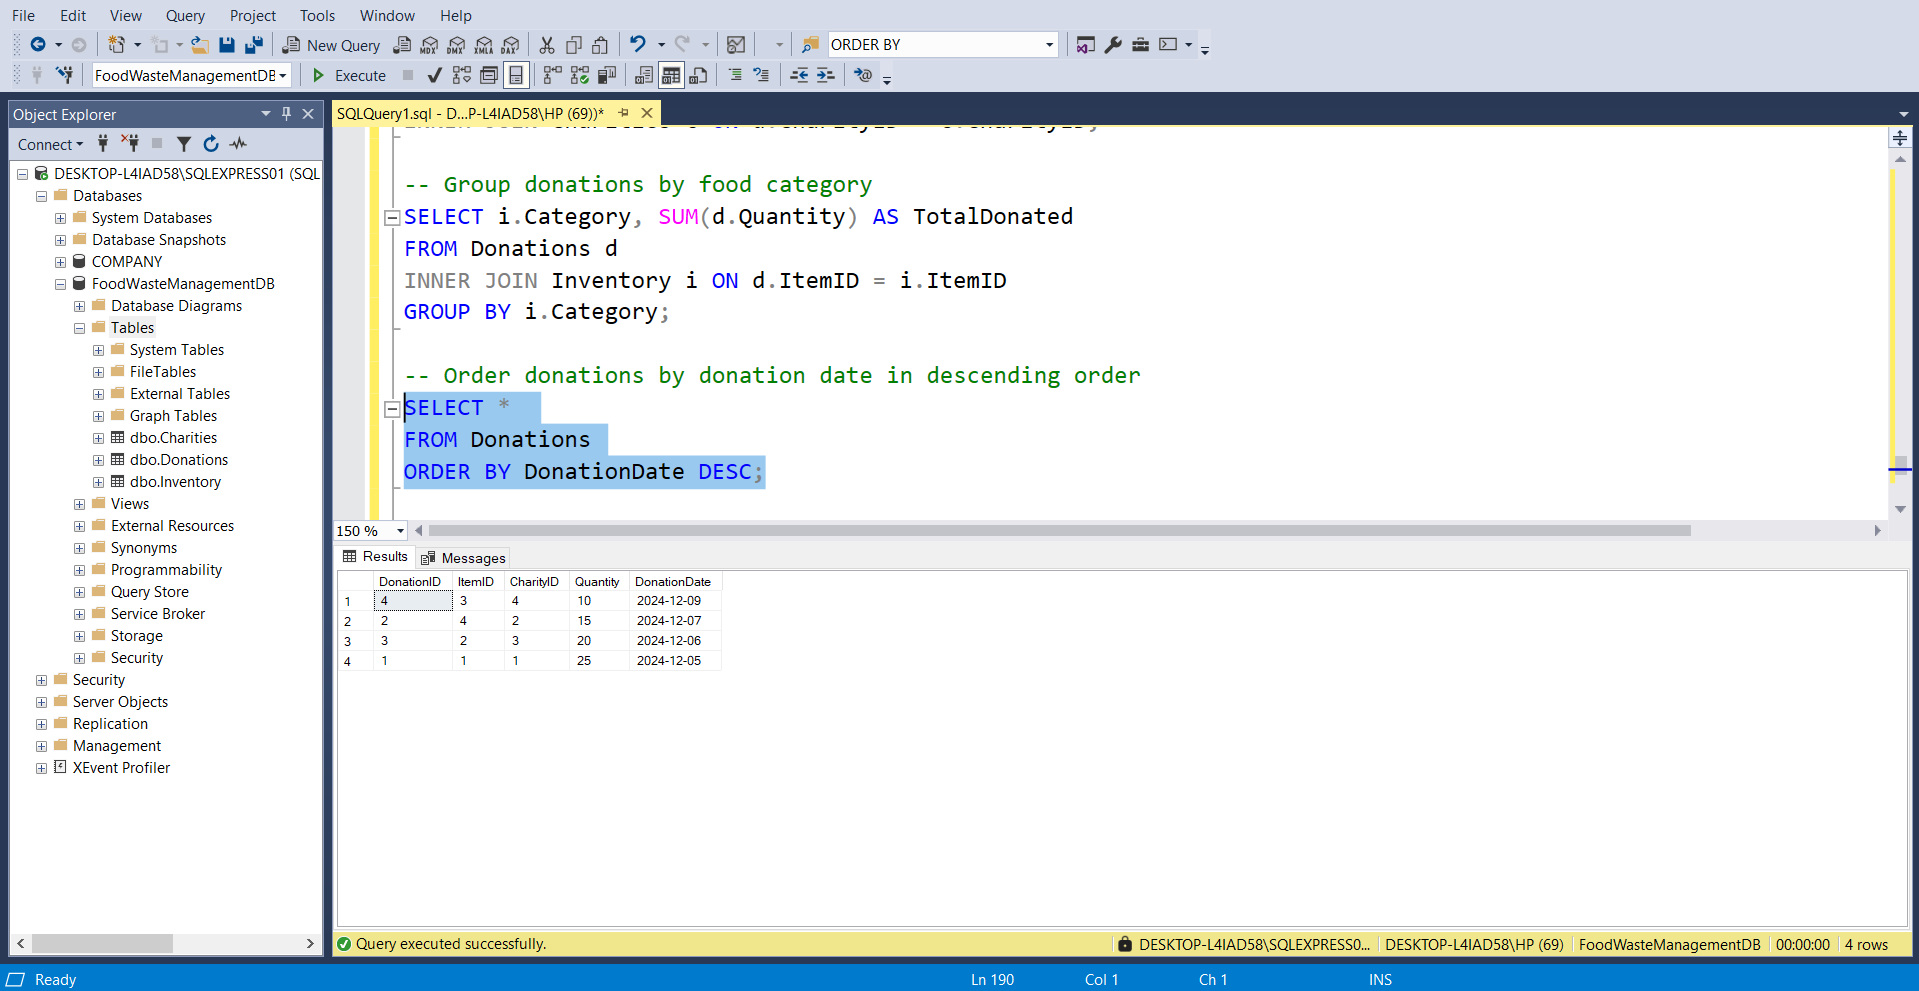 File Edit View Query Project Tools Window Help
New Query MDX DMX XMLA DAX ORDER BY
FoodWasteManagementDB Execute
Object Explorer
Connect
DESKTOP-L4IAD58\SQLEXPRESS01 (SQL
Databases
System Databases
Database Snapshots
COMPANY
FoodWasteManagementDB
Database Diagrams
Tables
System Tables
FileTables
External Tables
Graph Tables
dbo.Charities
dbo.Donations
dbo.Inventory
Views
External Resources
Synonyms
Programmability
Query Store
Service Broker
Storage
Security
Security
Server Objects
Replication
Management
XEvent Profiler
SQLQuery1.sql - D...P-L4IAD58\HP (69))*
-- Group donations by food category
SELECT i.Category, SUM(d.Quantity) AS TotalDonated
FROM Donations d
INNER JOIN Inventory i ON d.ItemID = i.ItemID
GROUP BY i.Category;
-- Order donations by donation date in descending order
SELECT *
FROM Donations
ORDER BY DonationDate DESC;
150 %
Results Messages
DonationID ItemID CharityID Quantity DonationDate
1 4 3 4 10 2024-12-09
2 2 4 2 15 2024-12-07
3 3 2 3 20 2024-12-06
4 1 1 1 25 2024-12-05
Query executed successfully. DESKTOP-L4IAD58\SQLEXPRESS0... DESKTOP-L4IAD58\HP (69) FoodWasteManagementDB 00:00:00 4 rows
Ready Ln 190 Col 1 Ch 1 INS